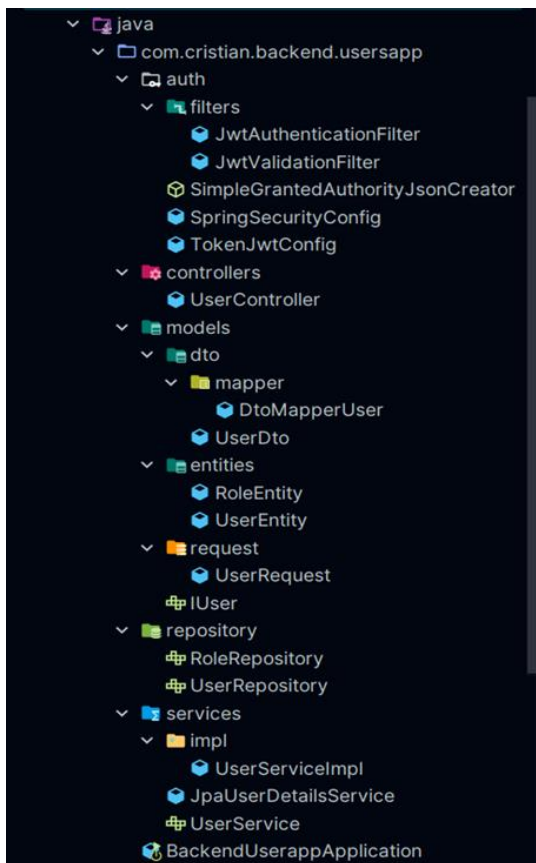 java
com.cristian.backend.usersapp
auth
filters
JwtAuthenticationFilter
JwtValidationFilter
SimpleGrantedAuthorityJsonCreator
SpringSecurityConfig
TokenJwtConfig
controllers
UserController
models
dto
mapper
DtoMapperUser
UserDto
entities
RoleEntity
UserEntity
request
UserRequest
IUser
repository
RoleRepository
UserRepository
services
impl
UserServiceImpl
JpaUserDetailsService
UserService
BackendUserappApplication